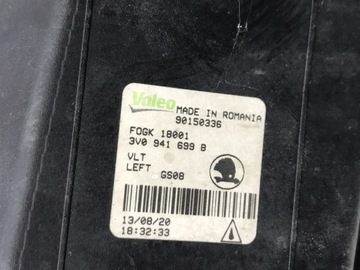 Valeo MADE IN ROMANIA
90150336
FOGK 18001
3V0 941 699 B
VLT
LEFT GS08
13/08/20
18:32:33